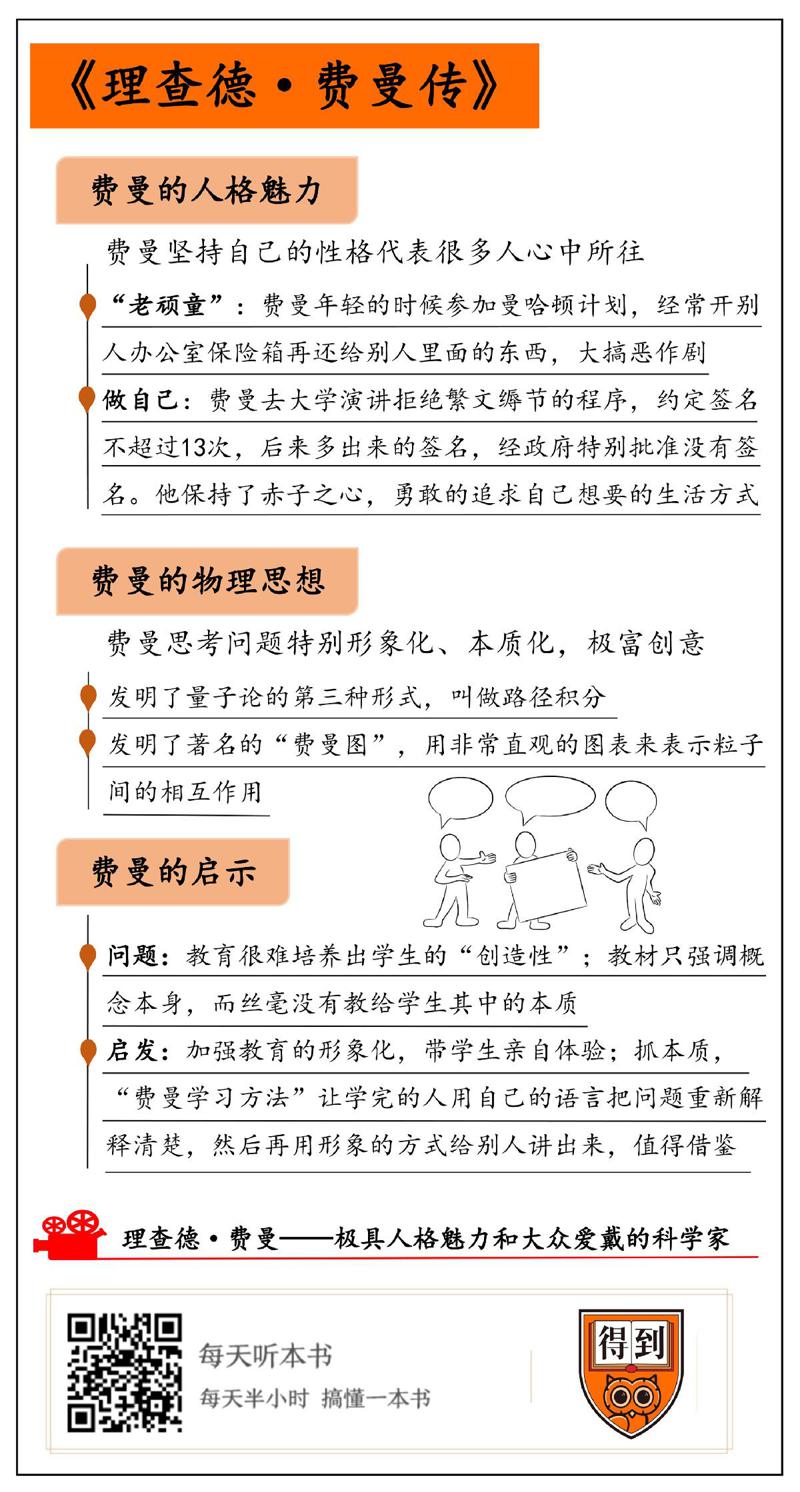 《理查德·费曼传》
费曼的人格魅力
费曼坚持自己的性格代表很多人心中所往
“老顽童”：费曼年轻的时候参加曼哈顿计划，经常开别
人办公室保险箱再还给别人里面的东西，大搞恶作剧
做自己：费曼去大学演讲拒绝繁文缛节的程序，约定签名
不超过13次，后来多出来的签名，经政府特别批准没有签
名。他保持了赤子之心，勇敢的追求自己想要的生活方式
费曼的物理思想
费曼思考问题特别形象化、本质化，极富创意
发明了量子论的第三种形式，叫做路径积分
发明了著名的“费曼图”，用非常直观的图表来表示粒子
间的相互作用
费曼的启示
问题：教育很难培养出学生的“创造性”；教材只强调概
念本身，而丝毫没有教给学生其中的本质
启发：加强教育的形象化，带学生亲自体验；抓本质，
“费曼学习方法”让学完的人用自己的语言把问题重新解
释清楚，然后再用形象的方式给别人讲出来，值得借鉴
理查德·费曼——极具人格魅力和大众爱戴的科学家
每天听本书
每天半小时 搞懂一本书
得到